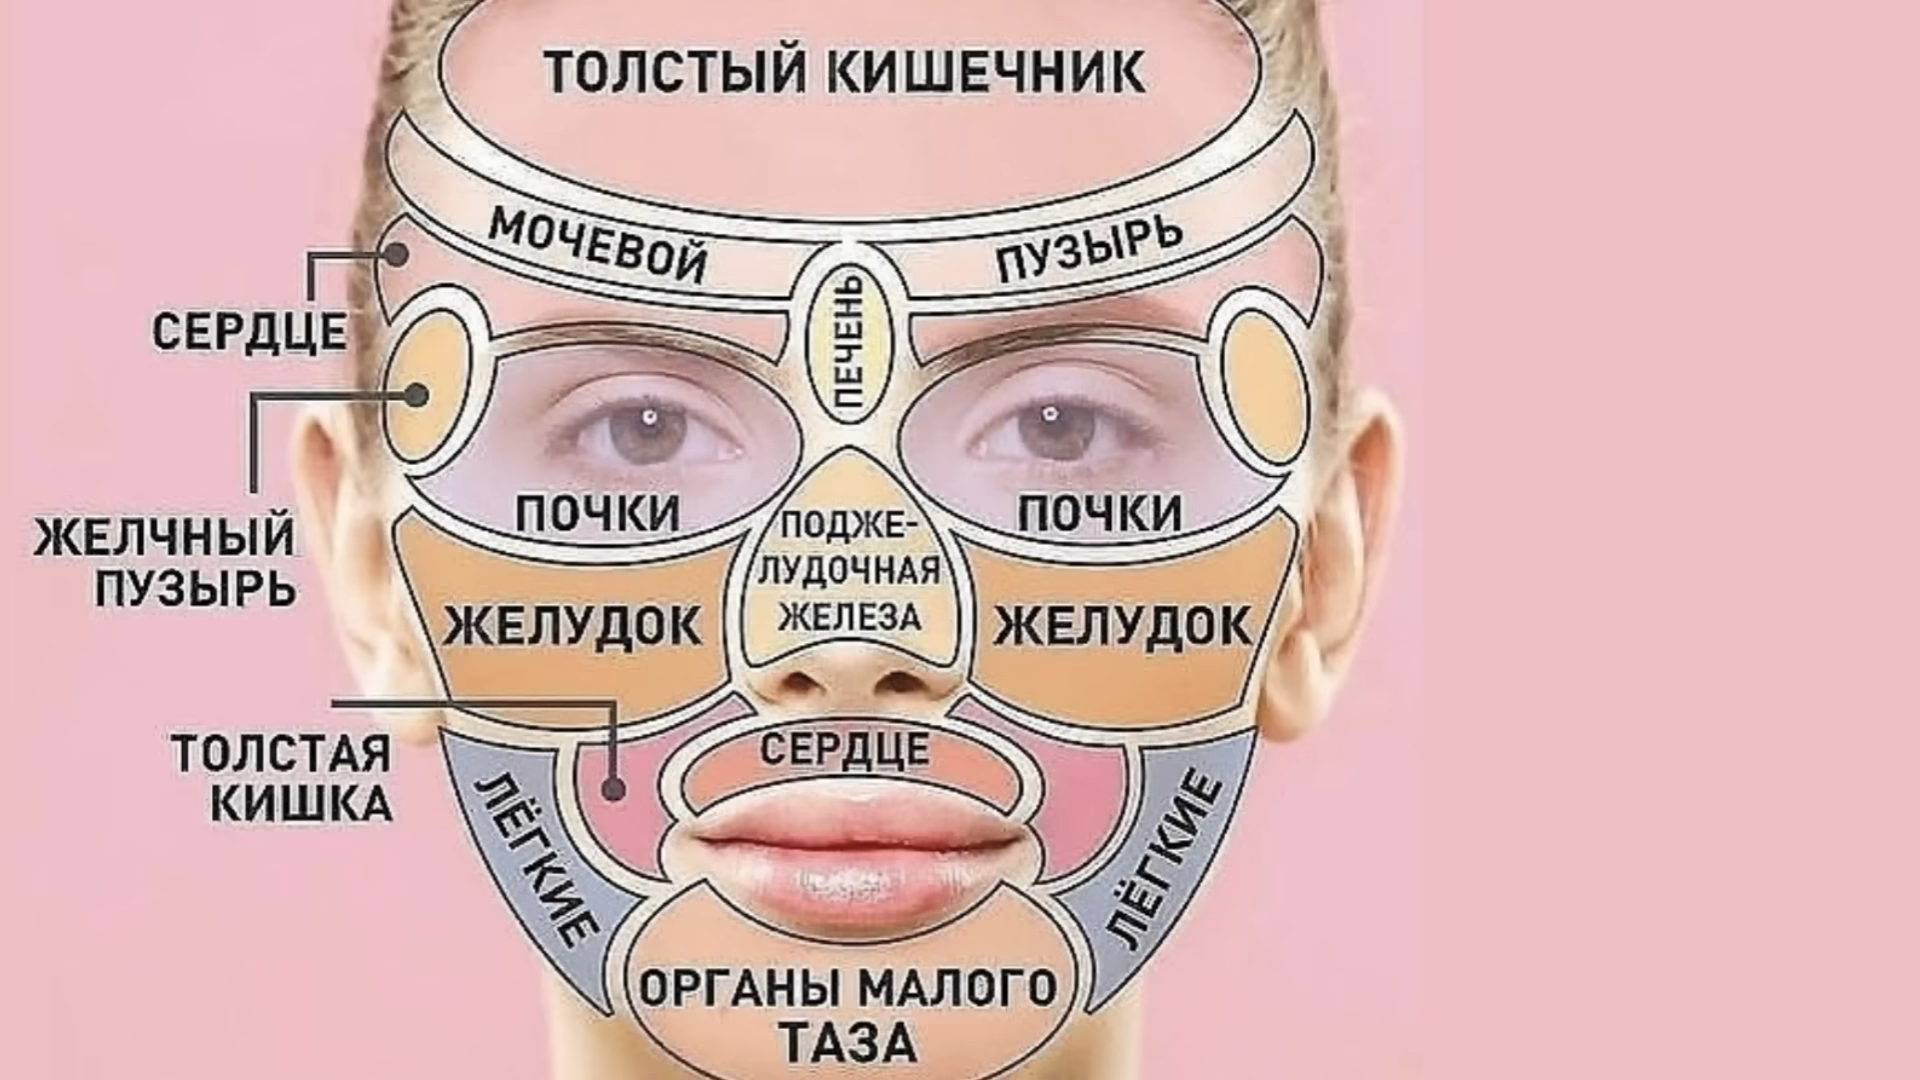 ТОЛСТЫЙ КИШЕЧНИК
МОЧЕВОЙ ПУЗЫРЬ
ПЕЧЕНЬ
СЕРДЦЕ
ЖЕЛЧНЫЙ
ПУЗЫРЬ
ПОЧКИ
ПОЧКИ
ПОДЖЕ-
ЛУДОЧНАЯ
ЖЕЛЕЗА
ЖЕЛУДОК
ЖЕЛУДОК
ТОЛСТАЯ
КИШКА
СЕРДЦЕ
ЛЁГКИЕ
ЛЁГКИЕ
ОРГАНЫ МАЛОГО
ТАЗА